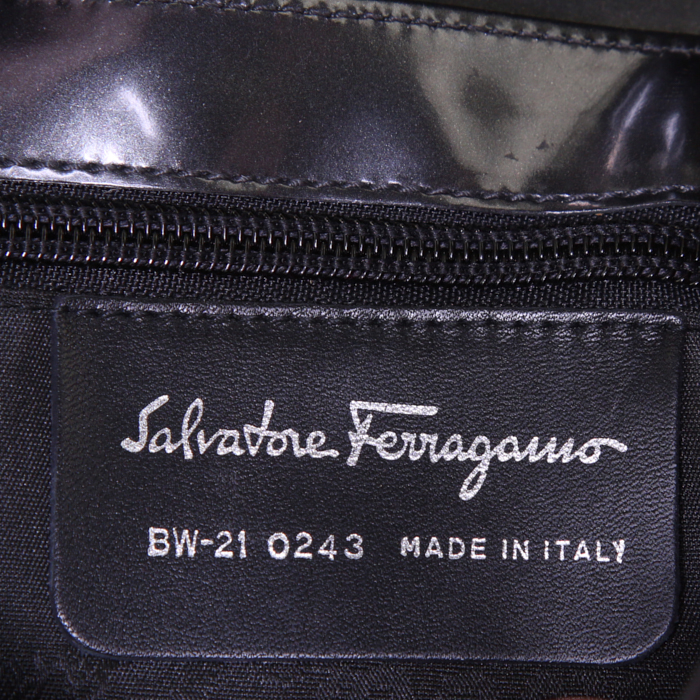 Salvatore Ferragamo
BW-21 0243 MADE IN ITALY